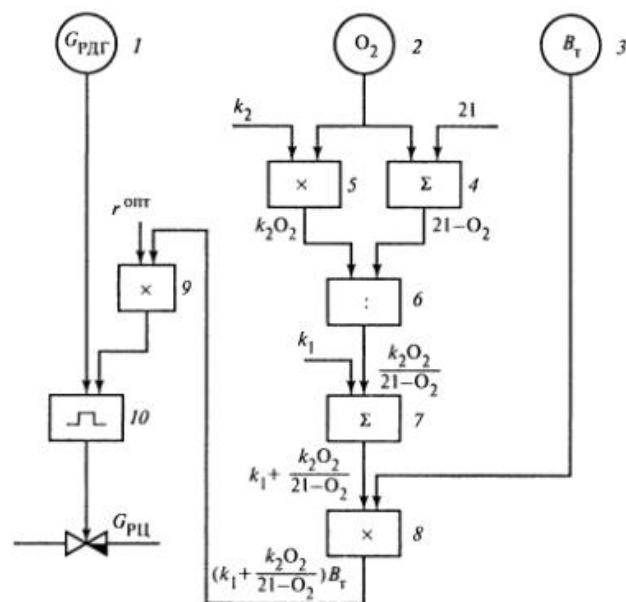 G_РДГ 1 O₂ 2 B_т 3
k₂ 21
× 5 Σ 4
r^опт k₂O₂ 21−O₂
× 9 : 6
k₁ k₂O₂/21−O₂
10 Σ 7
k₁ + k₂O₂/21−O₂
G_РЦ × 8
(k₁ + k₂O₂/21−O₂)B_т